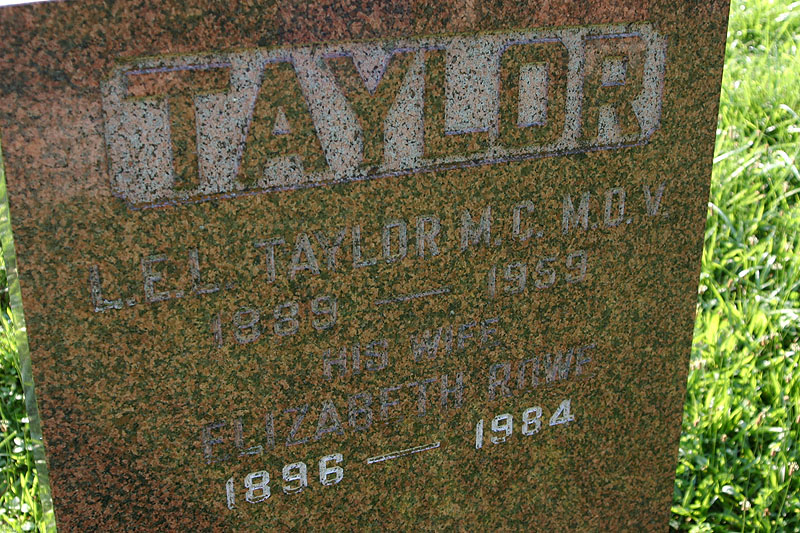 TAYLOR
L.E.L. TAYLOR M.C. M.D.V.
1889 — 1959
HIS WIFE
ELIZABETH ROWE
1896 — 1984